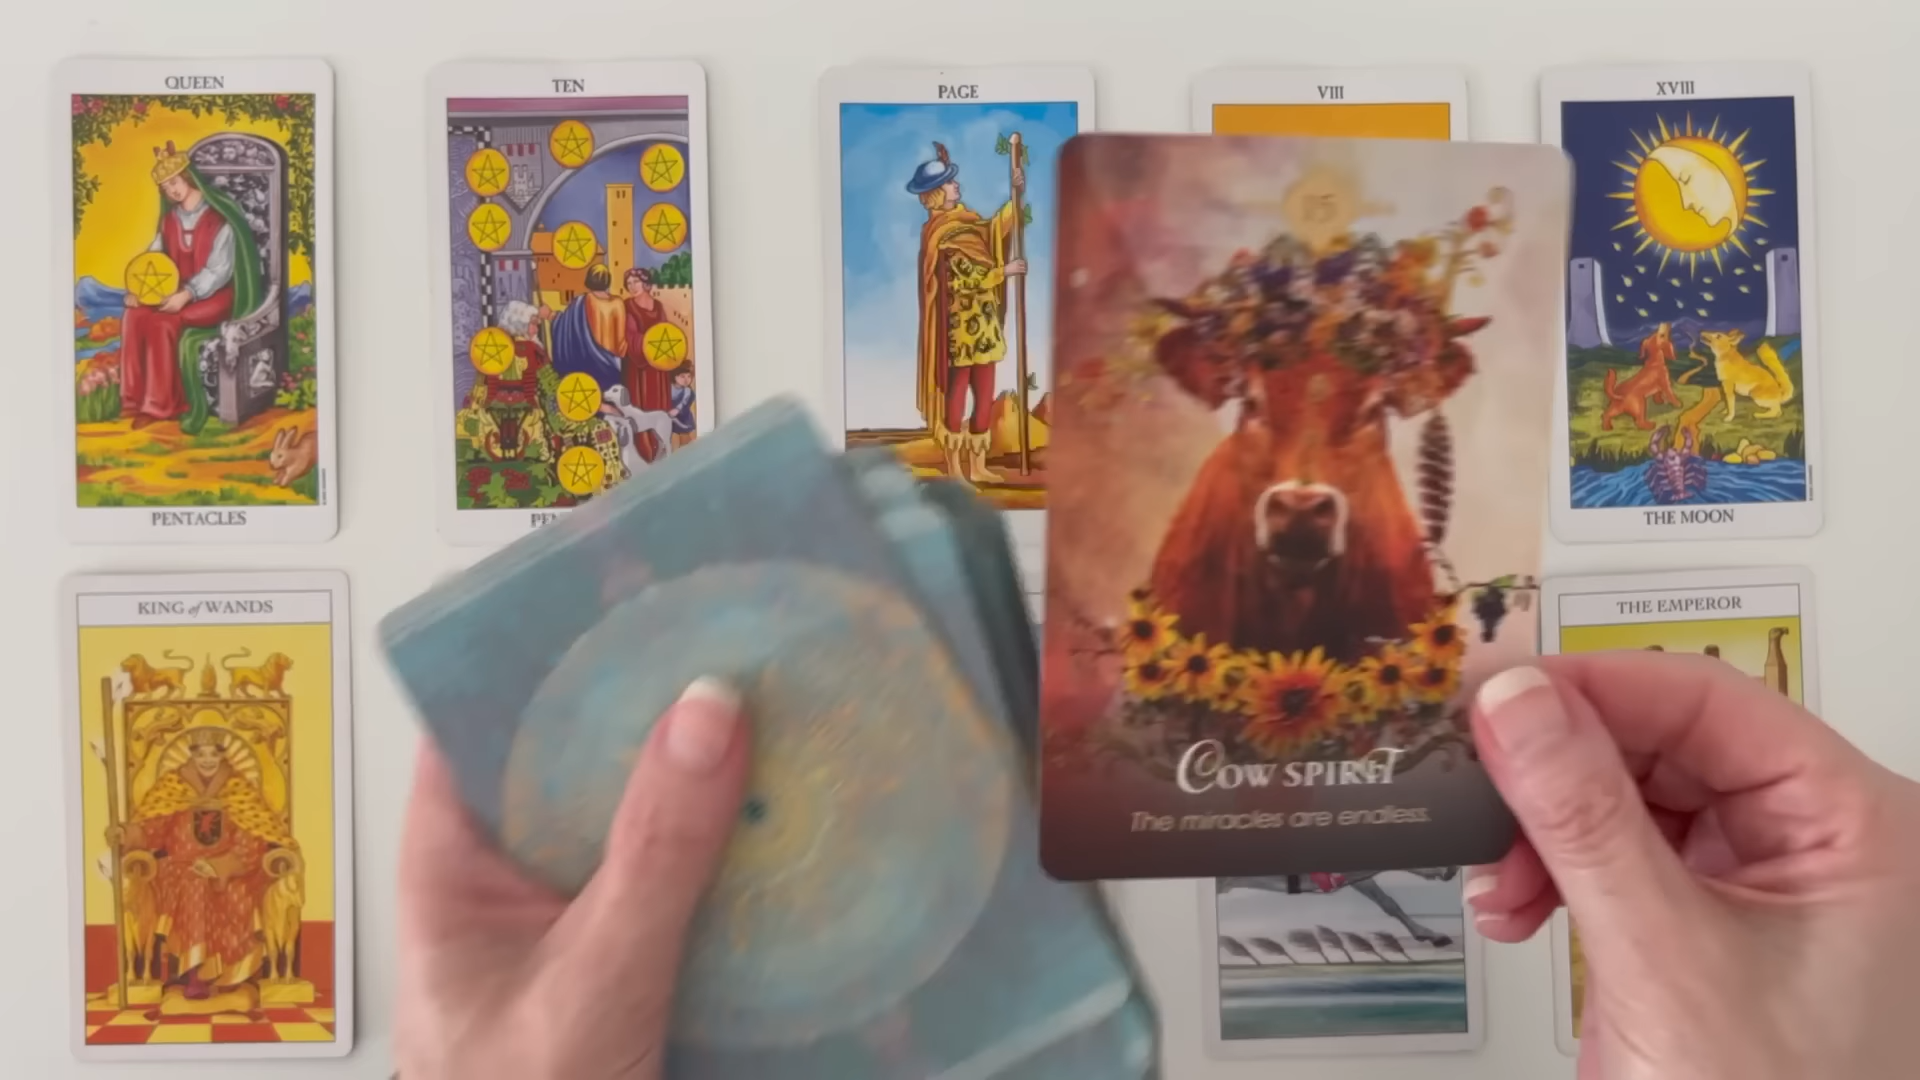 QUEEN
TEN
PAGE
VIII
XVIII
15
PENTACLES
THE MOON
KING of WANDS
THE EMPEROR
COW SPIRIT
The miracles are endless.